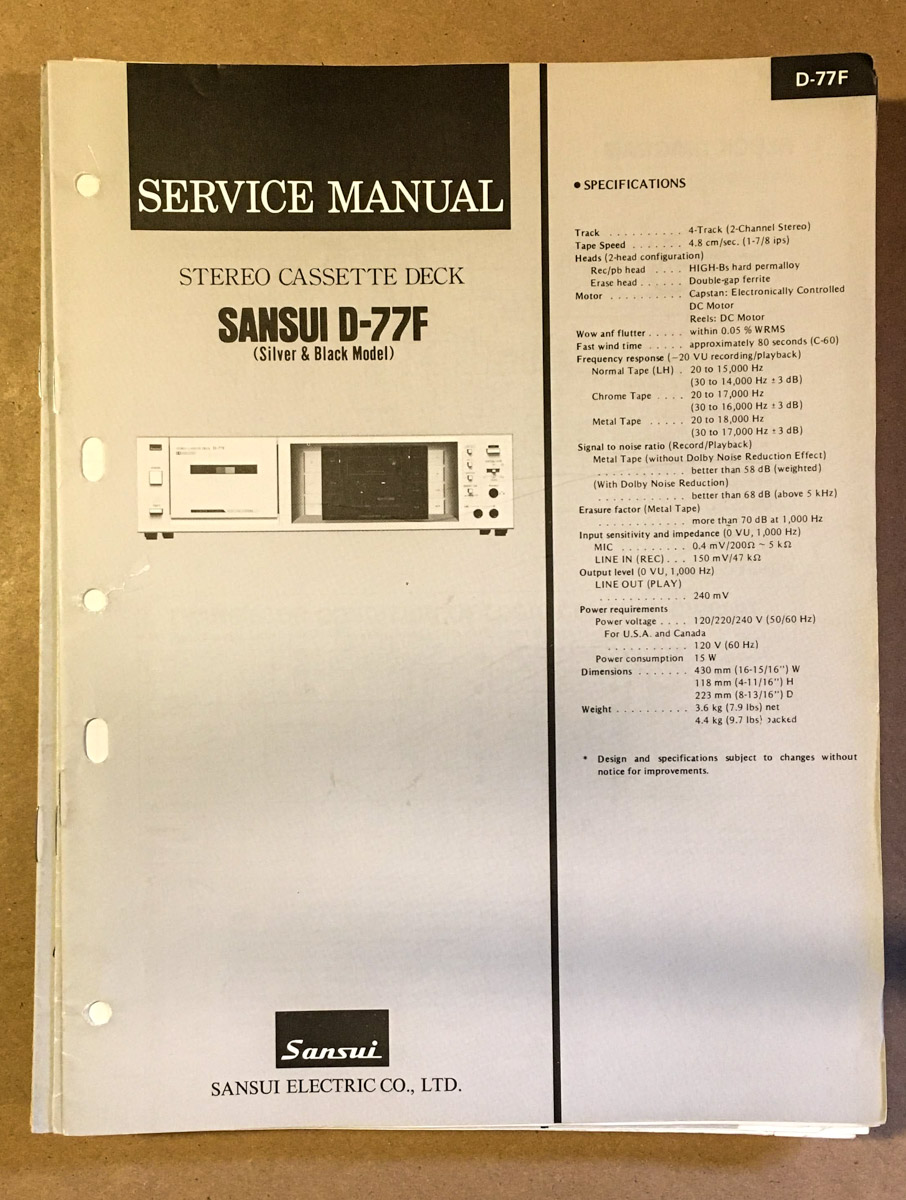 SERVICE MANUAL
STEREO CASSETTE DECK
SANSUI D-77F
(Silver & Black Model)
Sansui
SANSUI ELECTRIC CO., LTD.
D-77F
● SPECIFICATIONS
Track . . . . . . . . . . 4-Track (2-Channel Stereo)
Tape Speed . . . . . . . 4.8 cm/sec. (1-7/8 ips)
Heads (2-head configuration)
Rec/pb head . . . . HIGH-Bs hard permalloy
Erase head . . . . . . Double-gap ferrite
Motor . . . . . . . . . . Capstan: Electronically Controlled
DC Motor
Reels: DC Motor
Wow anf flutter . . . . . within 0.05 % WRMS
Fast wind time . . . . . approximately 80 seconds (C-60)
Frequency response (−20 VU recording/playback)
Normal Tape (LH) . 20 to 15,000 Hz
(30 to 14,000 Hz ± 3 dB)
Chrome Tape . . . . 20 to 17,000 Hz
(30 to 16,000 Hz ± 3 dB)
Metal Tape . . . . . 20 to 18,000 Hz
(30 to 17,000 Hz ± 3 dB)
Signal to noise ratio (Record/Playback)
Metal Tape (without Dolby Noise Reduction Effect)
. . . . . . . . . . . . better than 58 dB (weighted)
(With Dolby Noise Reduction)
. . . . . . . . . . . . better than 68 dB (above 5 kHz)
Erasure factor (Metal Tape)
. . . . . . . . . . . . more than 70 dB at 1,000 Hz
Input sensitivity and impedance (0 VU, 1,000 Hz)
MIC . . . . . . . . . 0.4 mV/200Ω ~ 5 kΩ
LINE IN (REC) . . . 150 mV/47 kΩ
Output level (0 VU, 1,000 Hz)
LINE OUT (PLAY)
. . . . . . . . . . . . 240 mV
Power requirements
Power voltage . . . . 120/220/240 V (50/60 Hz)
For U.S.A. and Canada
. . . . . . . . . . . 120 V (60 Hz)
Power consumption 15 W
Dimensions . . . . . . . 430 mm (16-15/16") W
118 mm (4-11/16") H
223 mm (8-13/16") D
Weight . . . . . . . . . . 3.6 kg (7.9 lbs) net
4.4 kg (9.7 lbs) packed
* Design and specifications subject to changes without
notice for improvements.